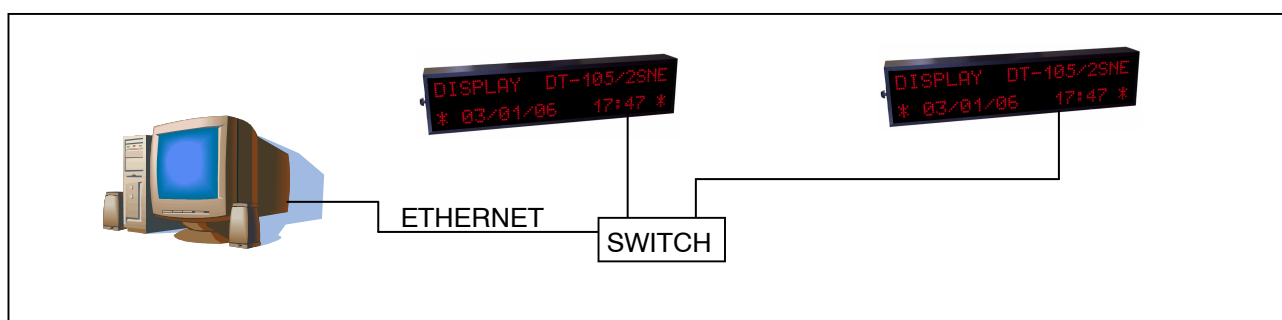 DISPLAY DT-105/2SNE
* 03/01/06 17:47 *
DISPLAY DT-105/2SNE
* 03/01/06 17:47 *
ETHERNET
SWITCH